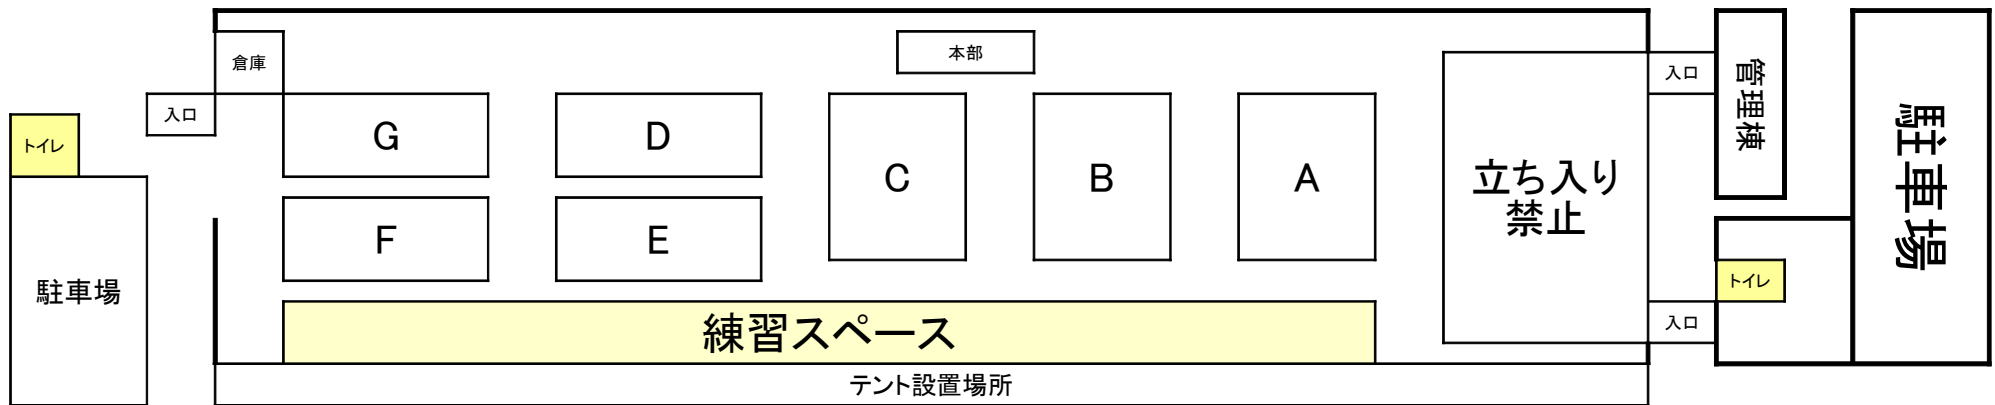 倉庫
本部
入口
入口
管理棟
駐車場
トイレ
G
D
C
B
A
立ち入り
禁止
F
E
駐車場
トイレ
練習スペース
入口
テント設置場所